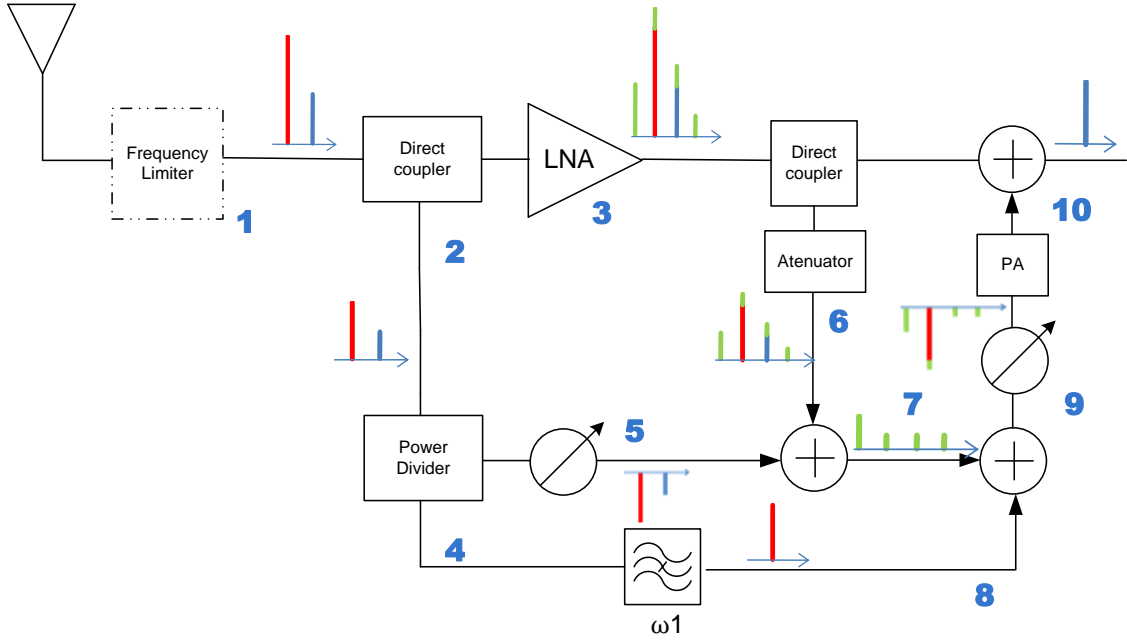 Frequency
Limiter
1
Direct
coupler
2
LNA
3
Direct
coupler
10
Atenuator
6
PA
9
Power
Divider
5
7
4
ω1
8